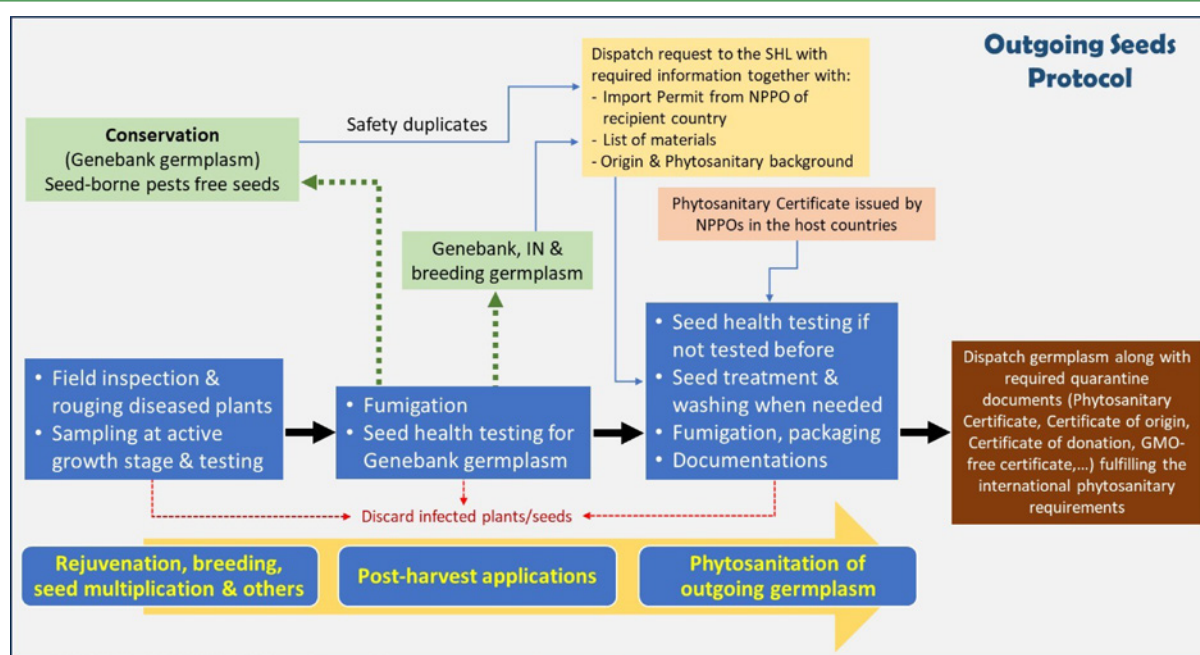 Outgoing Seeds
Protocol
Dispatch request to the SHL with
required information together with:
- Import Permit from NPPO of
recipient country
- List of materials
- Origin & Phytosanitary background
Safety duplicates
Conservation
(Genebank germplasm)
Seed-borne pests free seeds
Phytosanitary Certificate issued by
NPPOs in the host countries
Genebank, IN &
breeding germplasm
• Field inspection &
rouging diseased plants
• Sampling at active
growth stage & testing
• Fumigation
• Seed health testing for
Genebank germplasm
• Seed health testing if
not tested before
• Seed treatment &
washing when needed
• Fumigation, packaging
• Documentations
Dispatch germplasm along with
required quarantine
documents (Phytosanitary
Certificate, Certificate of origin,
Certificate of donation, GMO-
free certificate,...) fulfilling the
international phytosanitary
requirements
Discard infected plants/seeds
Rejuvenation, breeding,
seed multiplication & others
Post-harvest applications
Phytosanitation of
outgoing germplasm